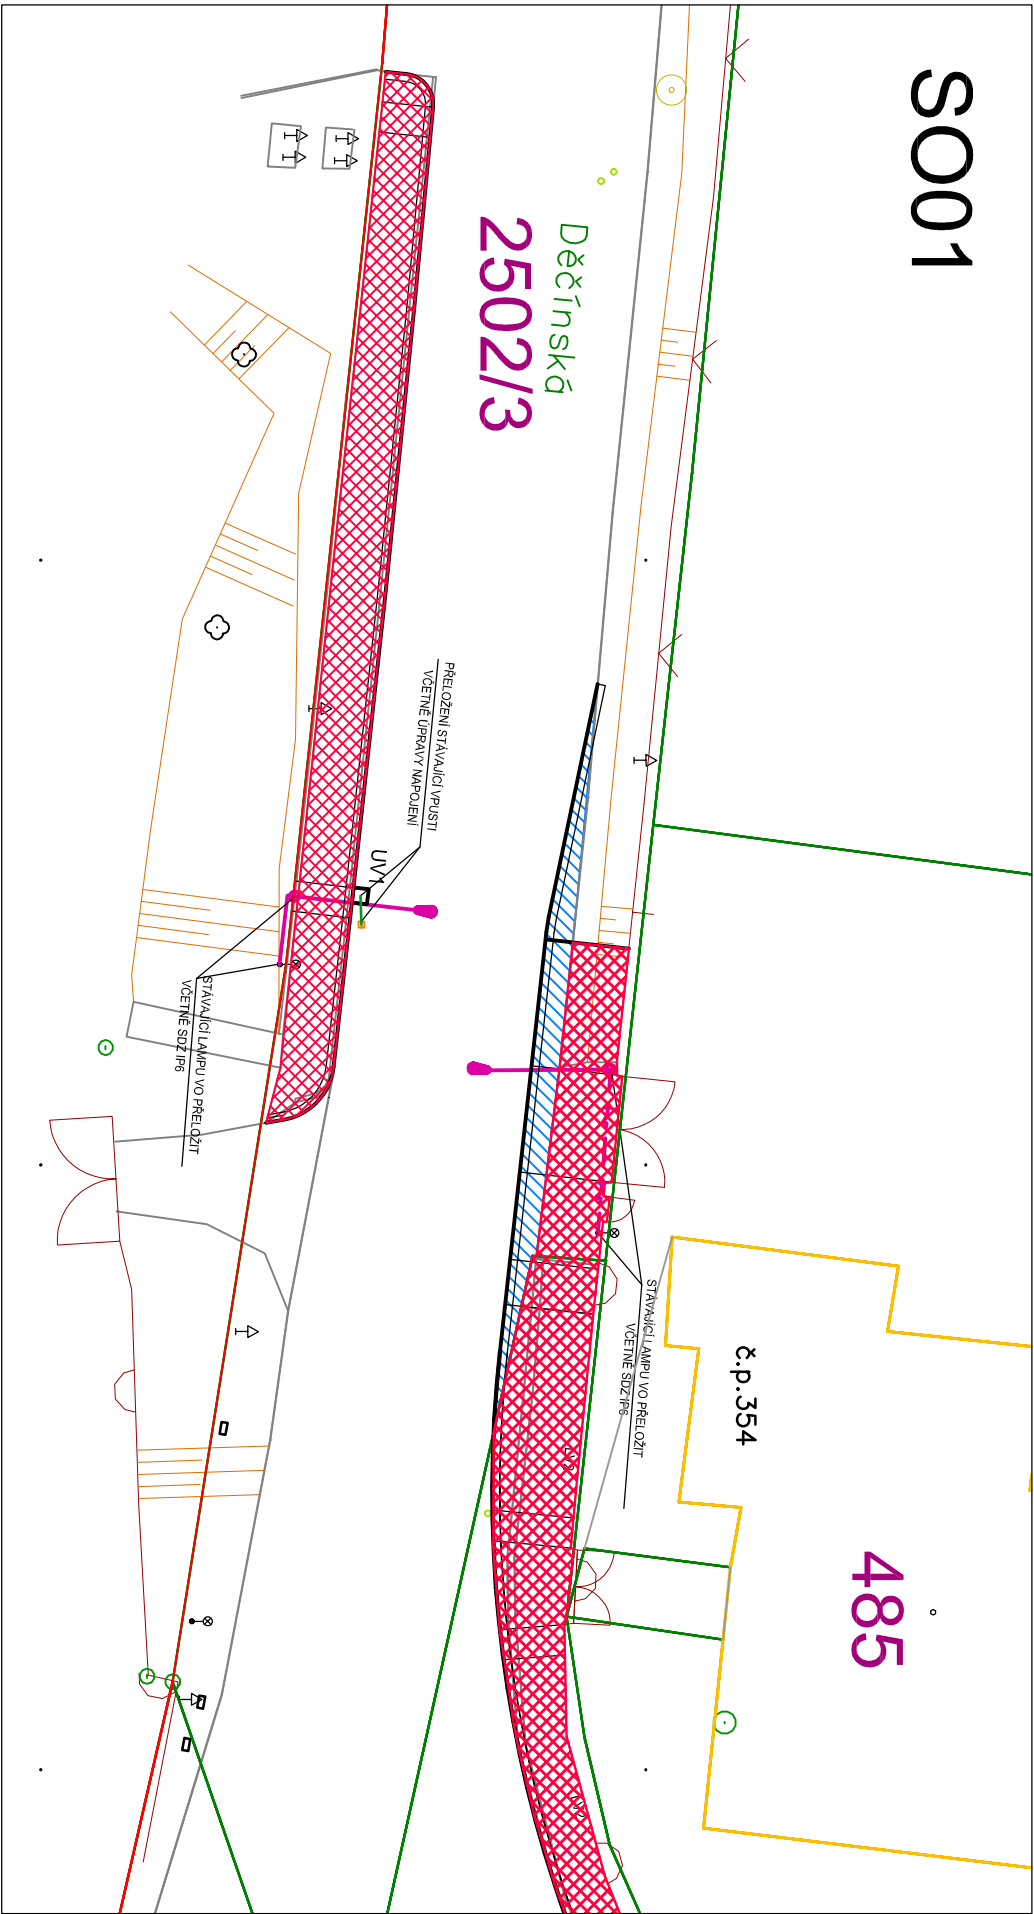 SO001
Děčínská
2502/3
PŘELOŽENÍ STÁVAJÍCÍ VPUSTI
VČETNĚ ÚPRAVY NAPOJENÍ
UV1
STÁVAJÍCÍ LAMPU VO PŘELOŽIT
VČETNĚ SDZ IP6
STÁVAJÍCÍ LAMPU VO PŘELOŽIT
VČETNĚ SDZ IP6
č.p.354
485